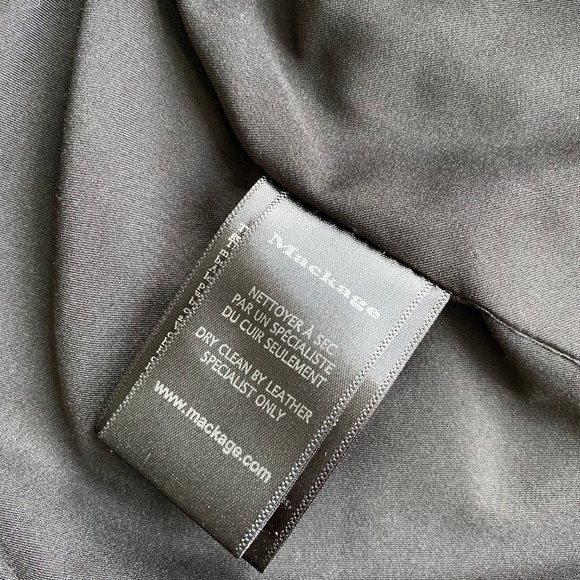 Mackage
NETTOYER À SEC
PAR UN SPÉCIALISTE
DU CUIR SEULEMENT
DRY CLEAN BY LEATHER
SPECIALIST ONLY
www.mackage.com